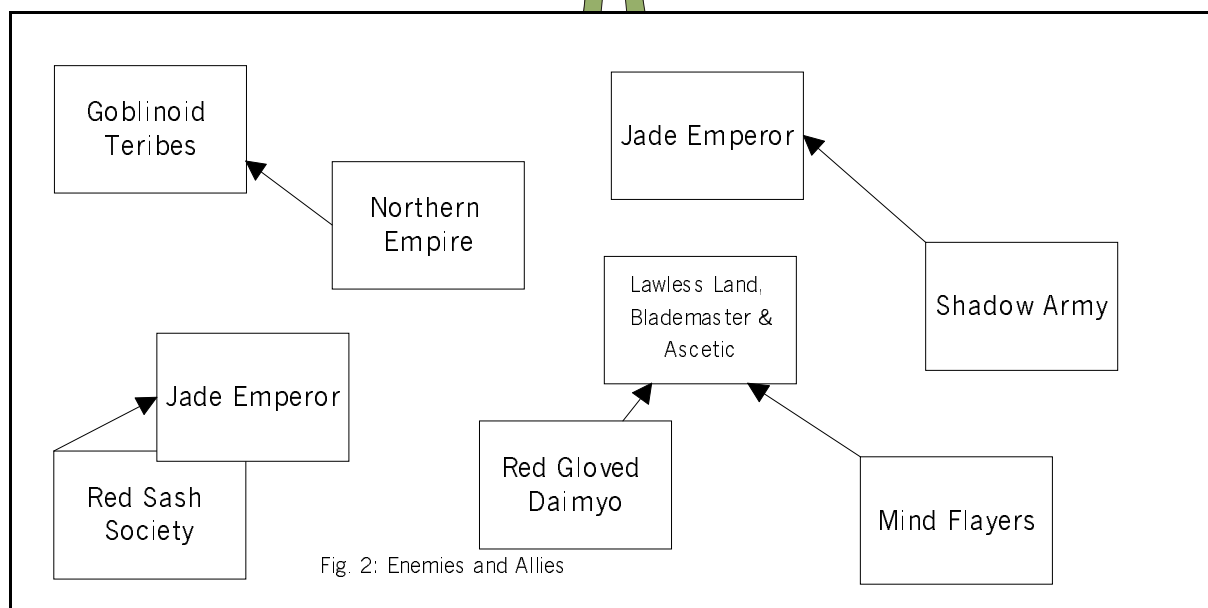 Goblinoid
Teribes
Northern
Empire
Jade Emperor
Shadow Army
Lawless Land,
Blademaster &
Ascetic
Jade Emperor
Red Sash
Society
Red Gloved
Daimyo
Mind Flayers
Fig. 2: Enemies and Allies